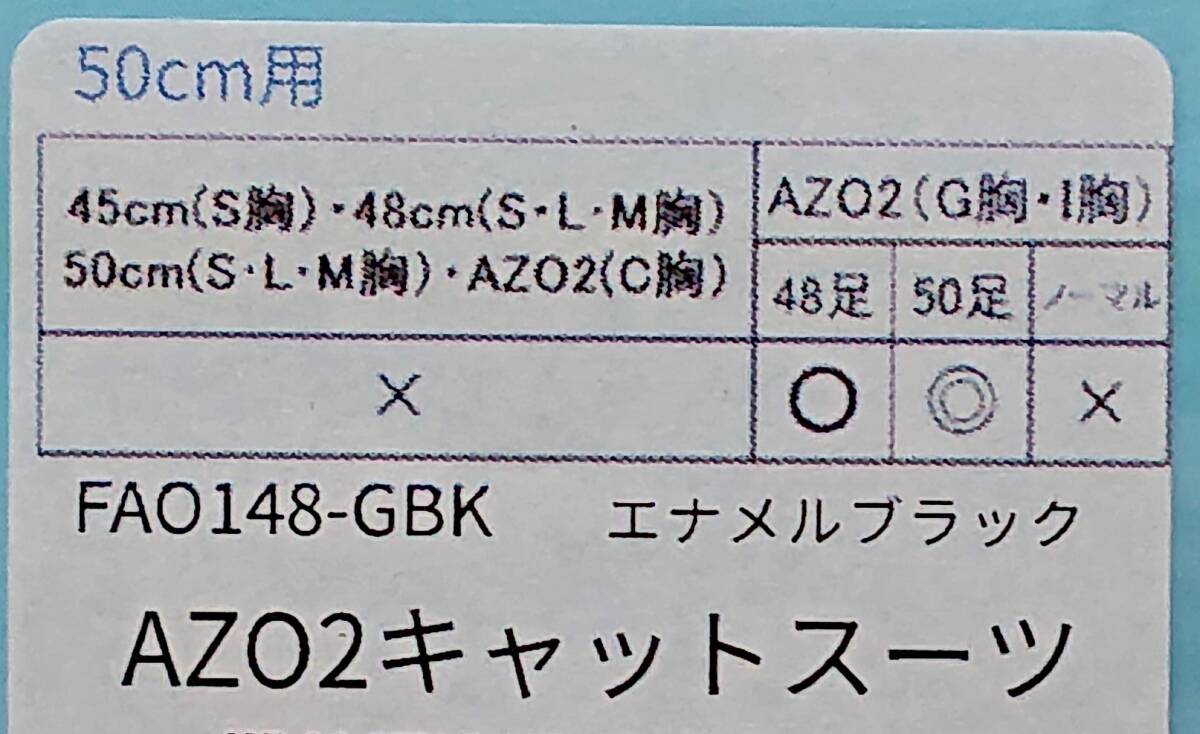 50cm用
45cm(S胸)・48cm(S・L・M胸)
50cm(S・L・M胸)・AZO2(C胸)
AZO2(G胸・I胸)
48足 50足 ノーマル
× ○ ◎ ×
FAO148-GBK エナメルブラック
AZO2キャットスーツ